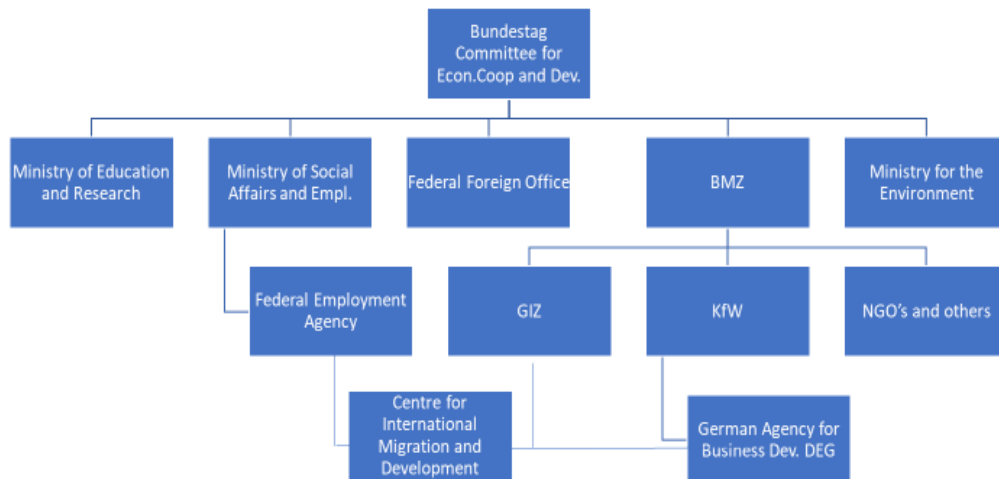 Bundestag
Committee for
Econ.Coop and Dev.
Ministry of Education
and Research
Ministry of Social
Affairs and Empl.
Federal Foreign Office
BMZ
Ministry for the
Environment
Federal Employment
Agency
GIZ
KfW
NGO's and others
Centre for
International
Migration and
Development
German Agency for
Business Dev. DEG